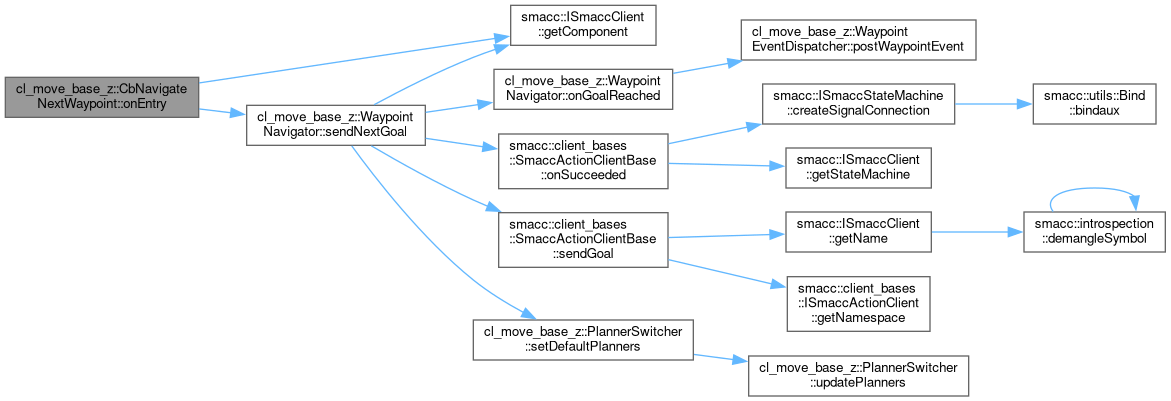 cl_move_base_z::CbNavigate
NextWaypoint::onEntry
smacc::ISmaccClient
::getComponent
cl_move_base_z::Waypoint
Navigator::sendNextGoal
cl_move_base_z::Waypoint
Navigator::onGoalReached
cl_move_base_z::Waypoint
EventDispatcher::postWaypointEvent
smacc::client_bases
::SmaccActionClientBase
::onSucceeded
smacc::ISmaccStateMachine
::createSignalConnection
smacc::utils::Bind
::bindaux
smacc::ISmaccClient
::getStateMachine
smacc::client_bases
::SmaccActionClientBase
::sendGoal
smacc::ISmaccClient
::getName
smacc::introspection
::demangleSymbol
smacc::client_bases
::ISmaccActionClient
::getNamespace
cl_move_base_z::PlannerSwitcher
::setDefaultPlanners
cl_move_base_z::PlannerSwitcher
::updatePlanners